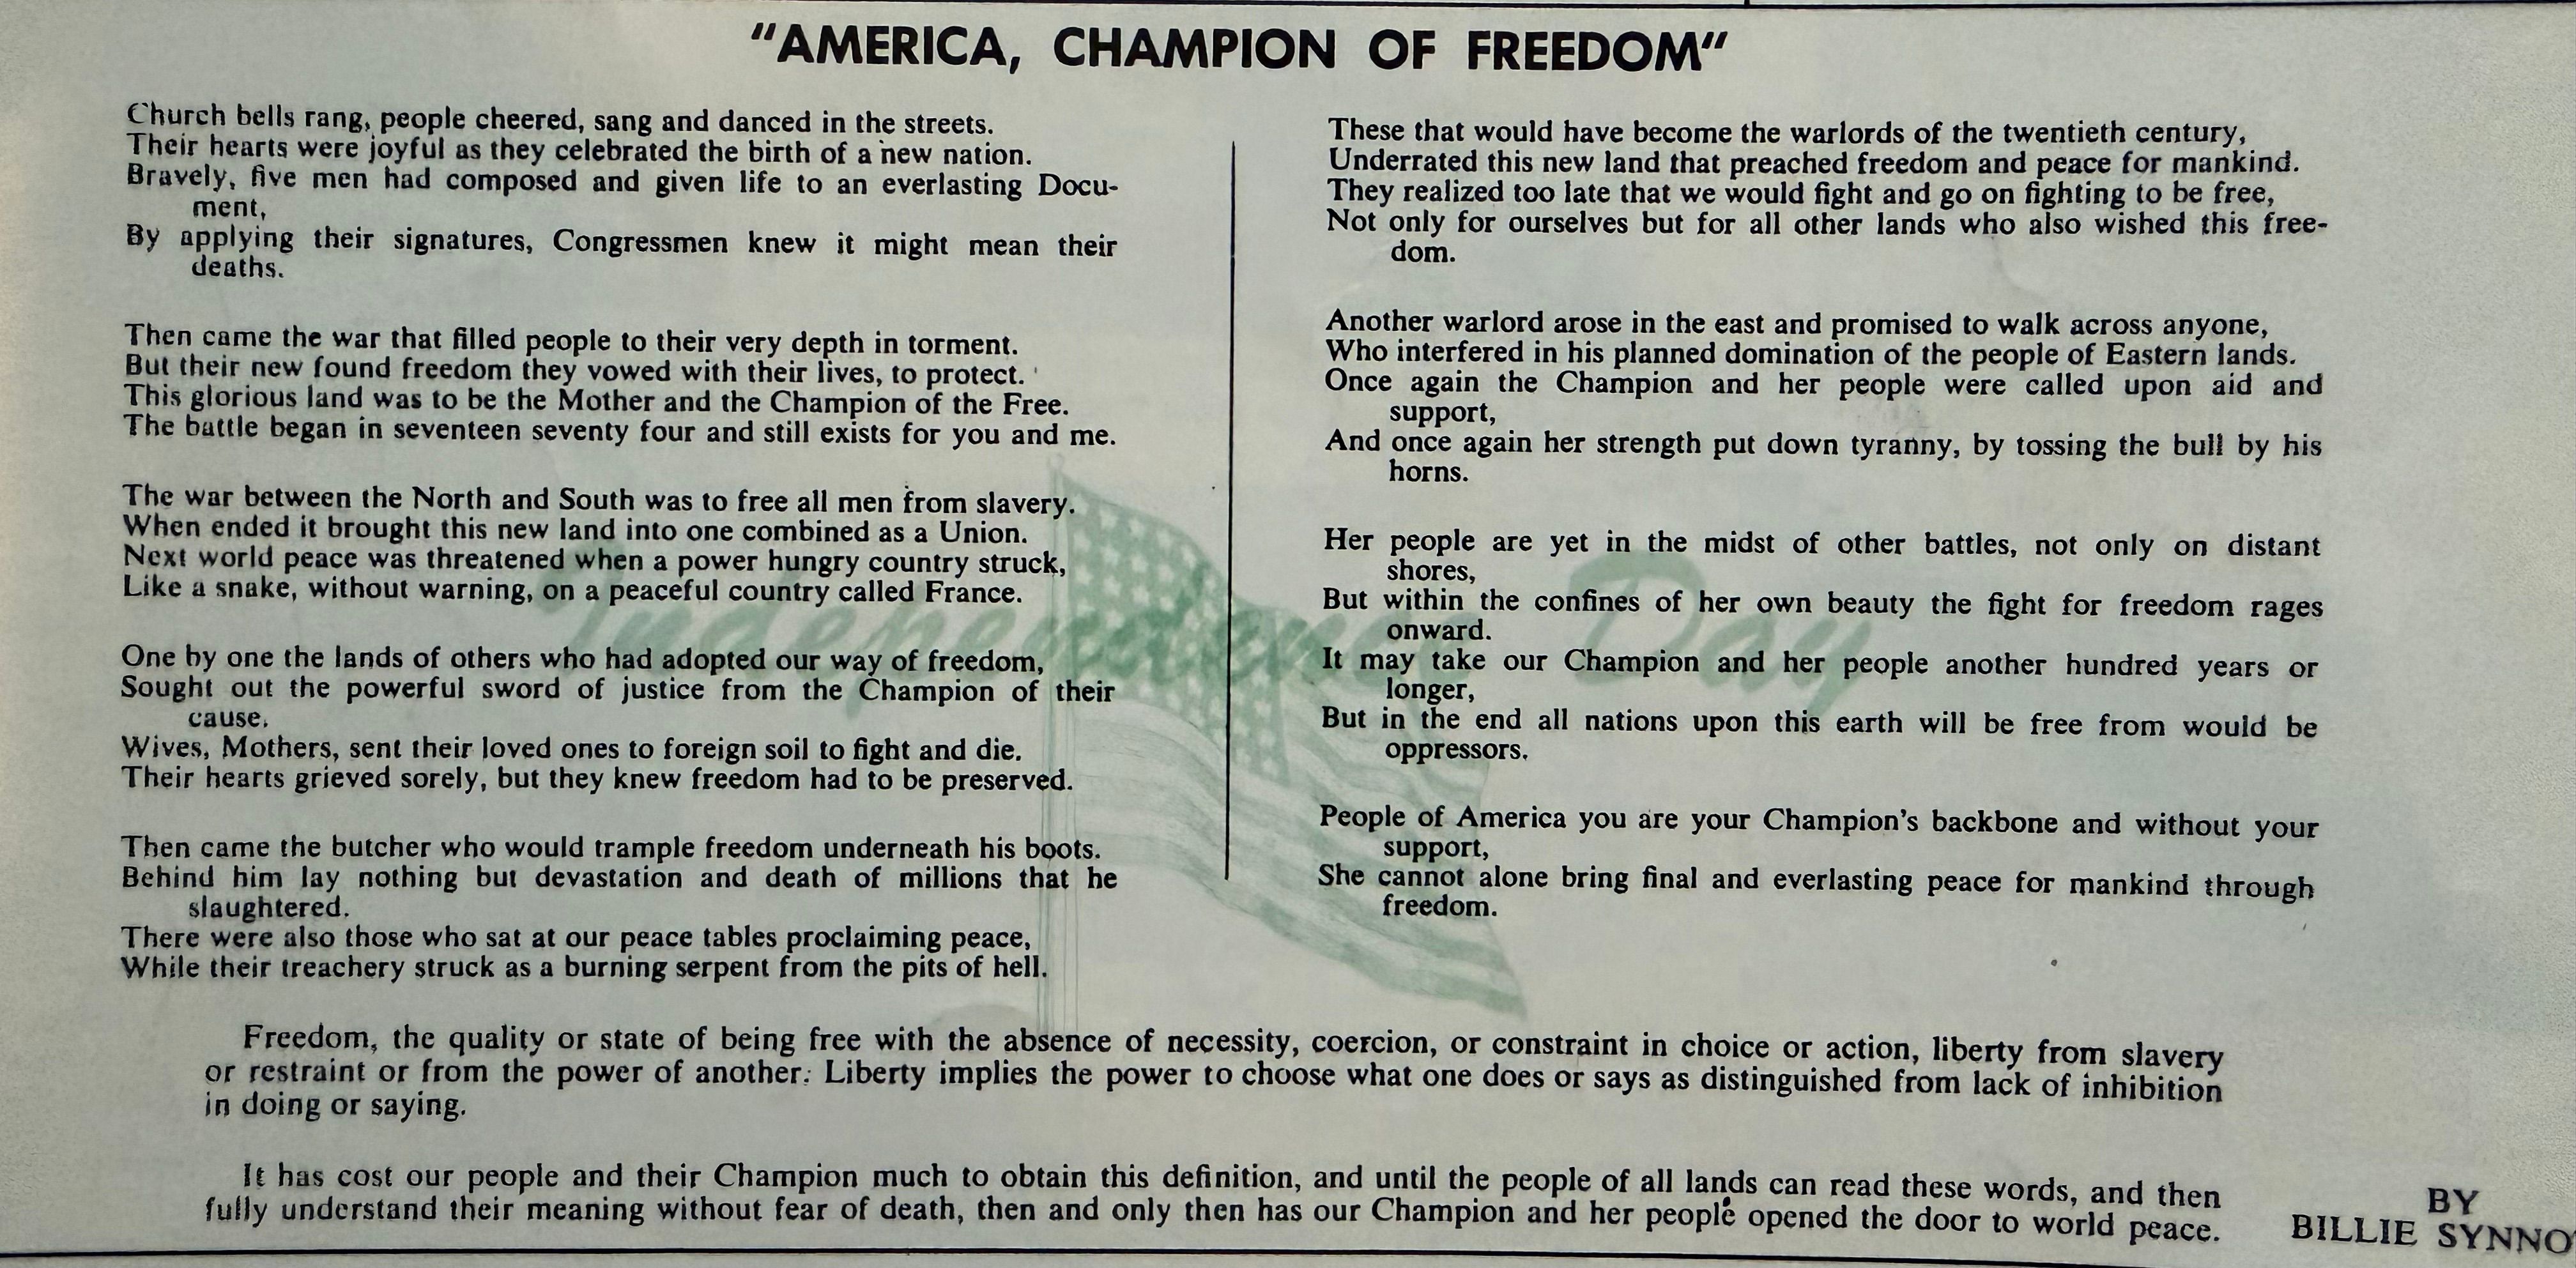 "AMERICA, CHAMPION OF FREEDOM"
Church bells rang, people cheered, sang and danced in the streets.
Their hearts were joyful as they celebrated the birth of a new nation.
Bravely, five men had composed and given life to an everlasting Docu-
ment,
By applying their signatures, Congressmen knew it might mean their
deaths.
Then came the war that filled people to their very depth in torment.
But their new found freedom they vowed with their lives, to protect.
This glorious land was to be the Mother and the Champion of the Free.
The battle began in seventeen seventy four and still exists for you and me.
The war between the North and South was to free all men from slavery.
When ended it brought this new land into one combined as a Union.
Next world peace was threatened when a power hungry country struck,
Like a snake, without warning, on a peaceful country called France.
One by one the lands of others who had adopted our way of freedom,
Sought out the powerful sword of justice from the Champion of their
cause.
Wives, Mothers, sent their loved ones to foreign soil to fight and die.
Their hearts grieved sorely, but they knew freedom had to be preserved.
Then came the butcher who would trample freedom underneath his boots.
Behind him lay nothing but devastation and death of millions that he
slaughtered.
There were also those who sat at our peace tables proclaiming peace,
While their treachery struck as a burning serpent from the pits of hell.
These that would have become the warlords of the twentieth century,
Underrated this new land that preached freedom and peace for mankind.
They realized too late that we would fight and go on fighting to be free,
Not only for ourselves but for all other lands who also wished this free-
dom.
Another warlord arose in the east and promised to walk across anyone,
Who interfered in his planned domination of the people of Eastern lands.
Once again the Champion and her people were called upon aid and
support,
And once again her strength put down tyranny, by tossing the bull by his
horns.
Her people are yet in the midst of other battles, not only on distant
shores,
But within the confines of her own beauty the fight for freedom rages
onward.
It may take our Champion and her people another hundred years or
longer,
But in the end all nations upon this earth will be free from would be
oppressors.
People of America you are your Champion's backbone and without your
support,
She cannot alone bring final and everlasting peace for mankind through
freedom.
Independence Day
Freedom, the quality or state of being free with the absence of necessity, coercion, or constraint in choice or action, liberty from slavery
or restraint or from the power of another: Liberty implies the power to choose what one does or says as distinguished from lack of inhibition
in doing or saying.
It has cost our people and their Champion much to obtain this definition, and until the people of all lands can read these words, and then
fully understand their meaning without fear of death, then and only then has our Champion and her people opened the door to world peace.
BY
BILLIE SYNNO